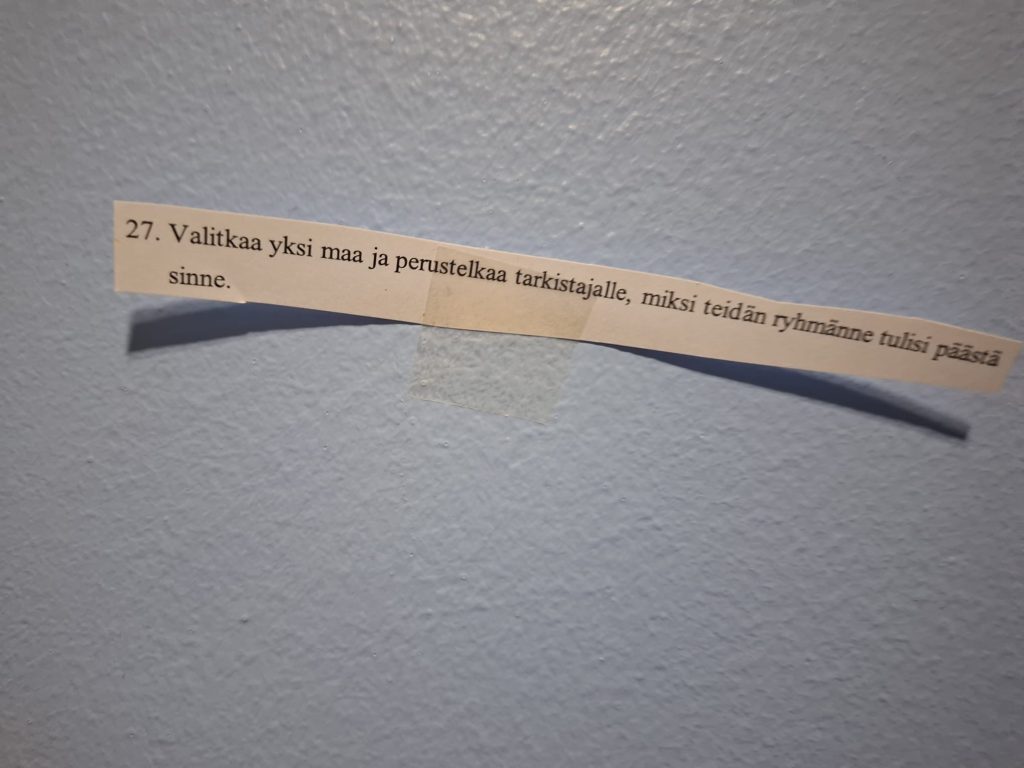 27. Valitkaa yksi maa ja perustelkaa tarkistajalle, miksi teidän ryhmänne tulisi päästä
sinne.